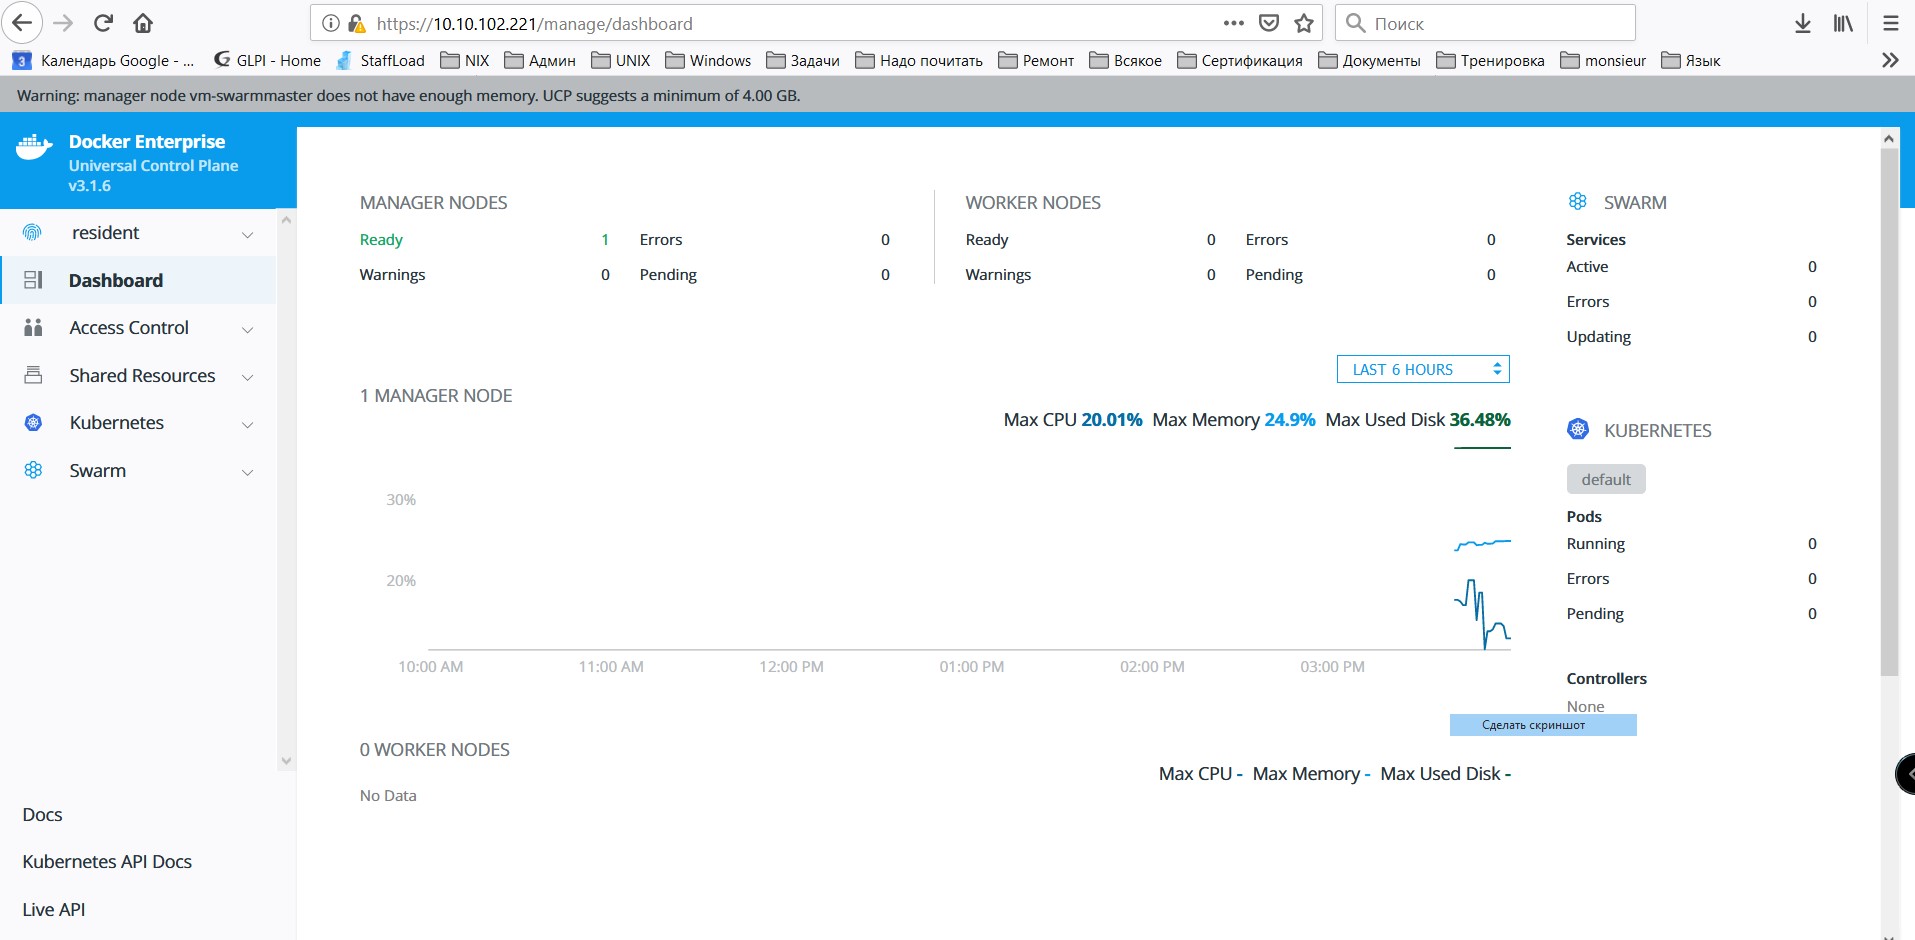 https://10.10.102.221/manage/dashboard
Поиск
3 Календарь Google - ... GLPI - Home StaffLoad NIX Админ UNIX Windows Задачи Надо почитать Ремонт Всякое Сертификация Документы Тренировка monsieur Язык
Warning: manager node vm-swarmmaster does not have enough memory. UCP suggests a minimum of 4.00 GB.
Docker Enterprise
Universal Control Plane
v3.1.6
resident
Dashboard
Access Control
Shared Resources
Kubernetes
Swarm
Docs
Kubernetes API Docs
Live API
MANAGER NODES
Ready 1 Errors 0
Warnings 0 Pending 0
WORKER NODES
Ready 0 Errors 0
Warnings 0 Pending 0
LAST 6 HOURS
1 MANAGER NODE
Max CPU 20.01% Max Memory 24.9% Max Used Disk 36.48%
30%
20%
10:00 AM 11:00 AM 12:00 PM 01:00 PM 02:00 PM 03:00 PM
0 WORKER NODES
Max CPU - Max Memory - Max Used Disk -
No Data
SWARM
Services
Active 0
Errors 0
Updating 0
KUBERNETES
default
Pods
Running 0
Errors 0
Pending 0
Controllers
None
Сделать скриншот